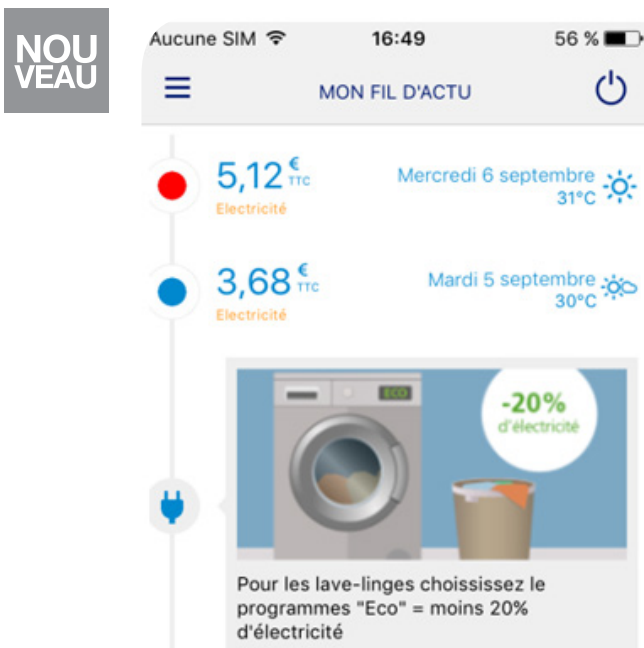 NOU
VEAU
Aucune SIM 16:49 56 %
MON FIL D'ACTU
5,12 € TTC
Mercredi 6 septembre
31°C
Electricité
3,68 € TTC
Mardi 5 septembre
30°C
Electricité
ECO
-20%
d'électricité
Pour les lave-linges choississez le
programmes "Eco" = moins 20%
d'électricité